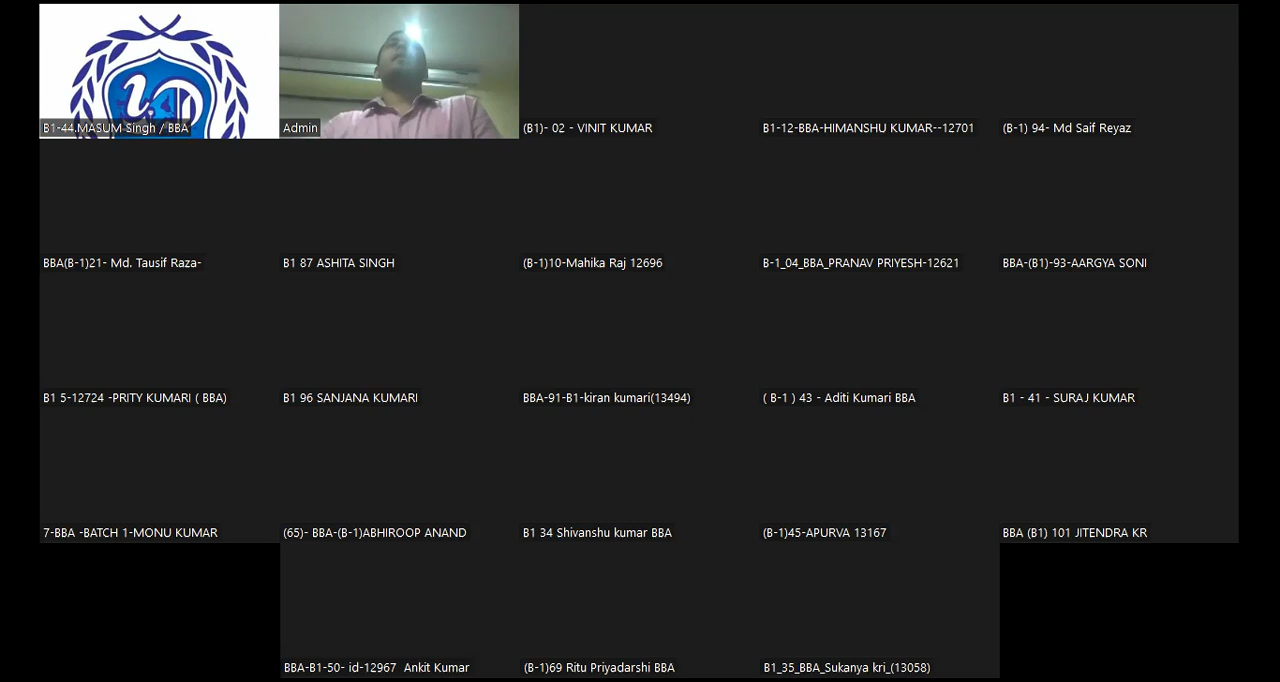 B1-44.MASUM Singh / BBA
Admin
(B1)- 02 - VINIT KUMAR
B1-12-BBA-HIMANSHU KUMAR--12701
(B-1) 94- Md Saif Reyaz
BBA(B-1)21- Md. Tausif Raza-
B1 87 ASHITA SINGH
(B-1)10-Mahika Raj 12696
B-1_04_BBA_PRANAV PRIYESH-12621
BBA-(B1)-93-AARGYA SONI
B1 5-12724 -PRITY KUMARI ( BBA)
B1 96 SANJANA KUMARI
BBA-91-B1-kiran kumari(13494)
( B-1 ) 43 - Aditi Kumari BBA
B1 - 41 - SURAJ KUMAR
7-BBA -BATCH 1-MONU KUMAR
(65)- BBA-(B-1)ABHIROOP ANAND
B1 34 Shivanshu kumar BBA
(B-1)45-APURVA 13167
BBA (B1) 101 JITENDRA KR
BBA-B1-50- id-12967  Ankit Kumar
(B-1)69 Ritu Priyadarshi BBA
B1_35_BBA_Sukanya kri_(13058)